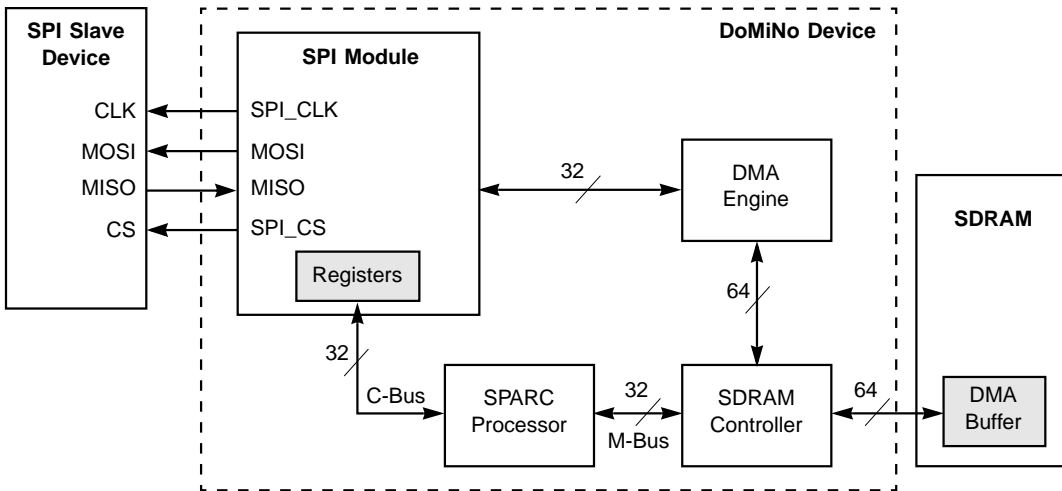 SPI Slave
Device
CLK
MOSI
MISO
CS
DoMiNo Device
SPI Module
SPI_CLK
MOSI
MISO
SPI_CS
Registers
32
DMA
Engine
64
32
C-Bus
SPARC
Processor
32
M-Bus
SDRAM
Controller
64
SDRAM
DMA
Buffer